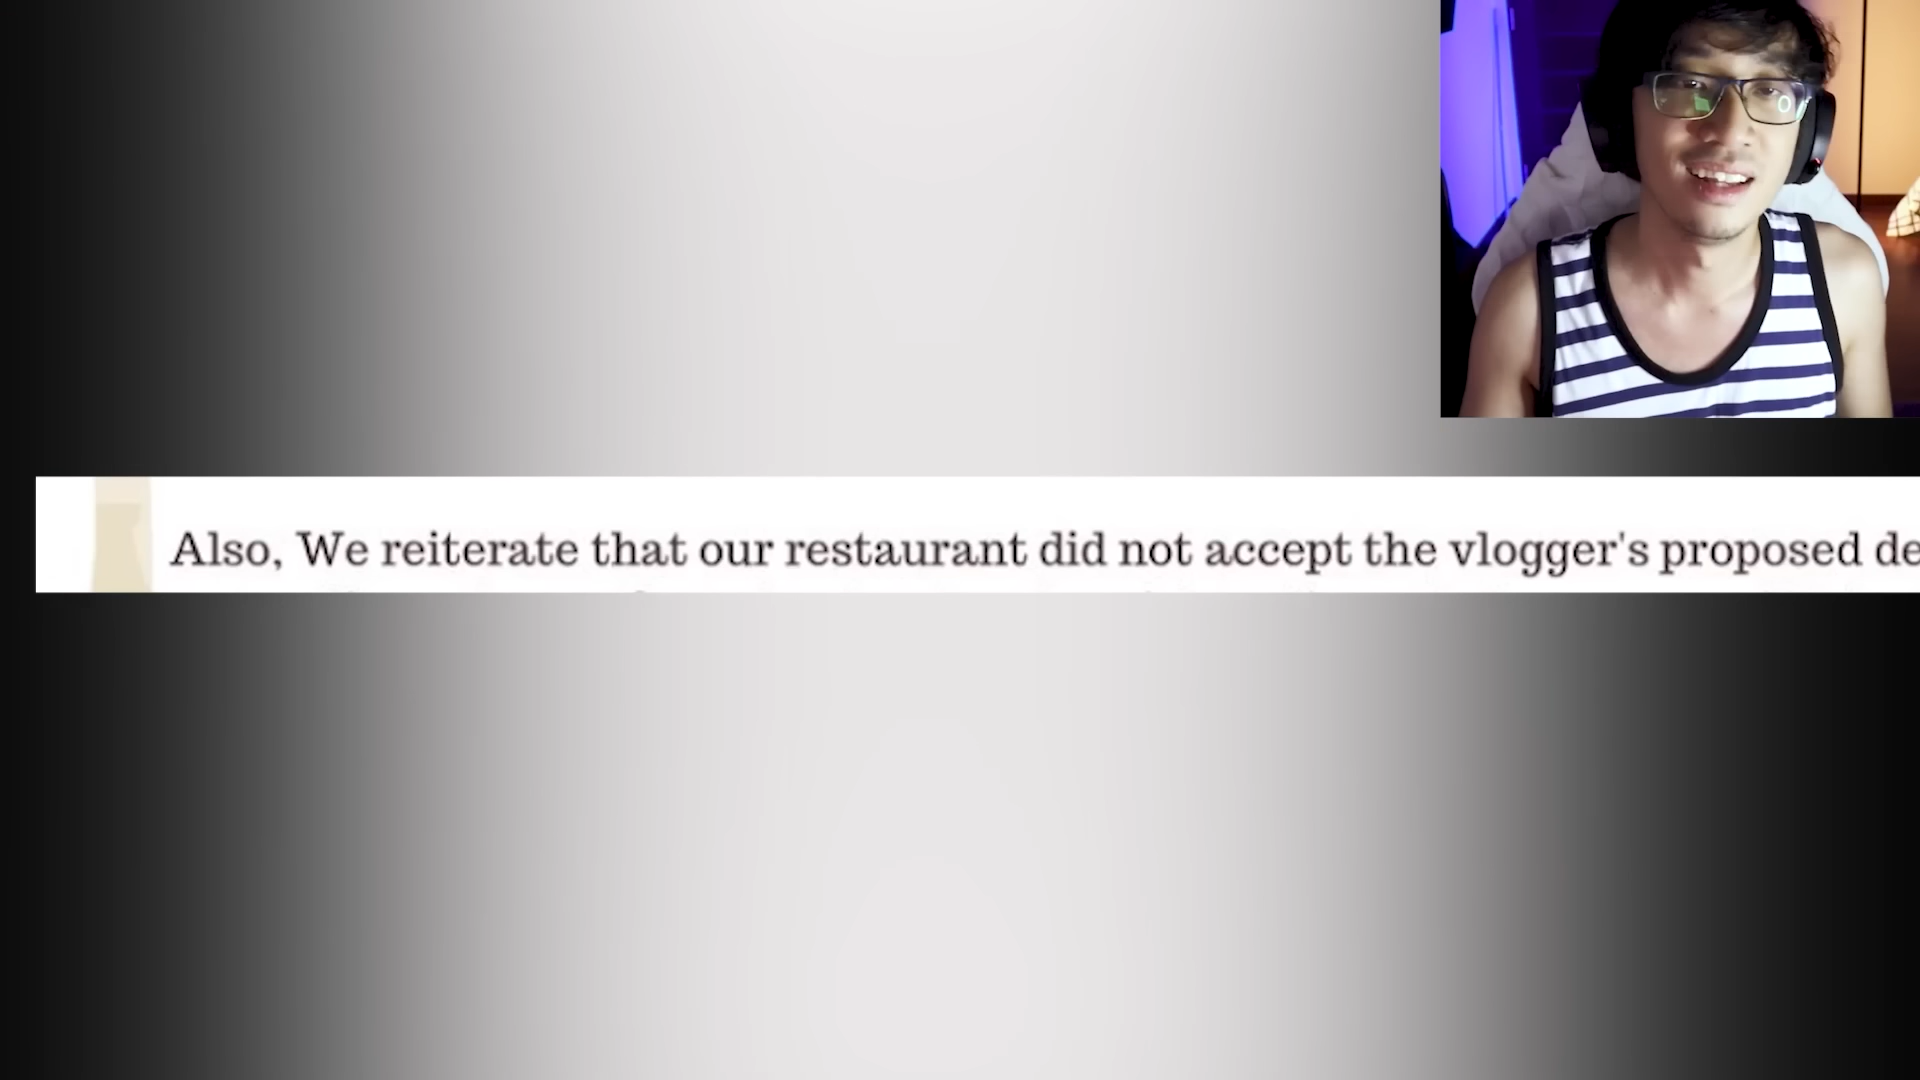 Also, We reiterate that our restaurant did not accept the vlogger's proposed